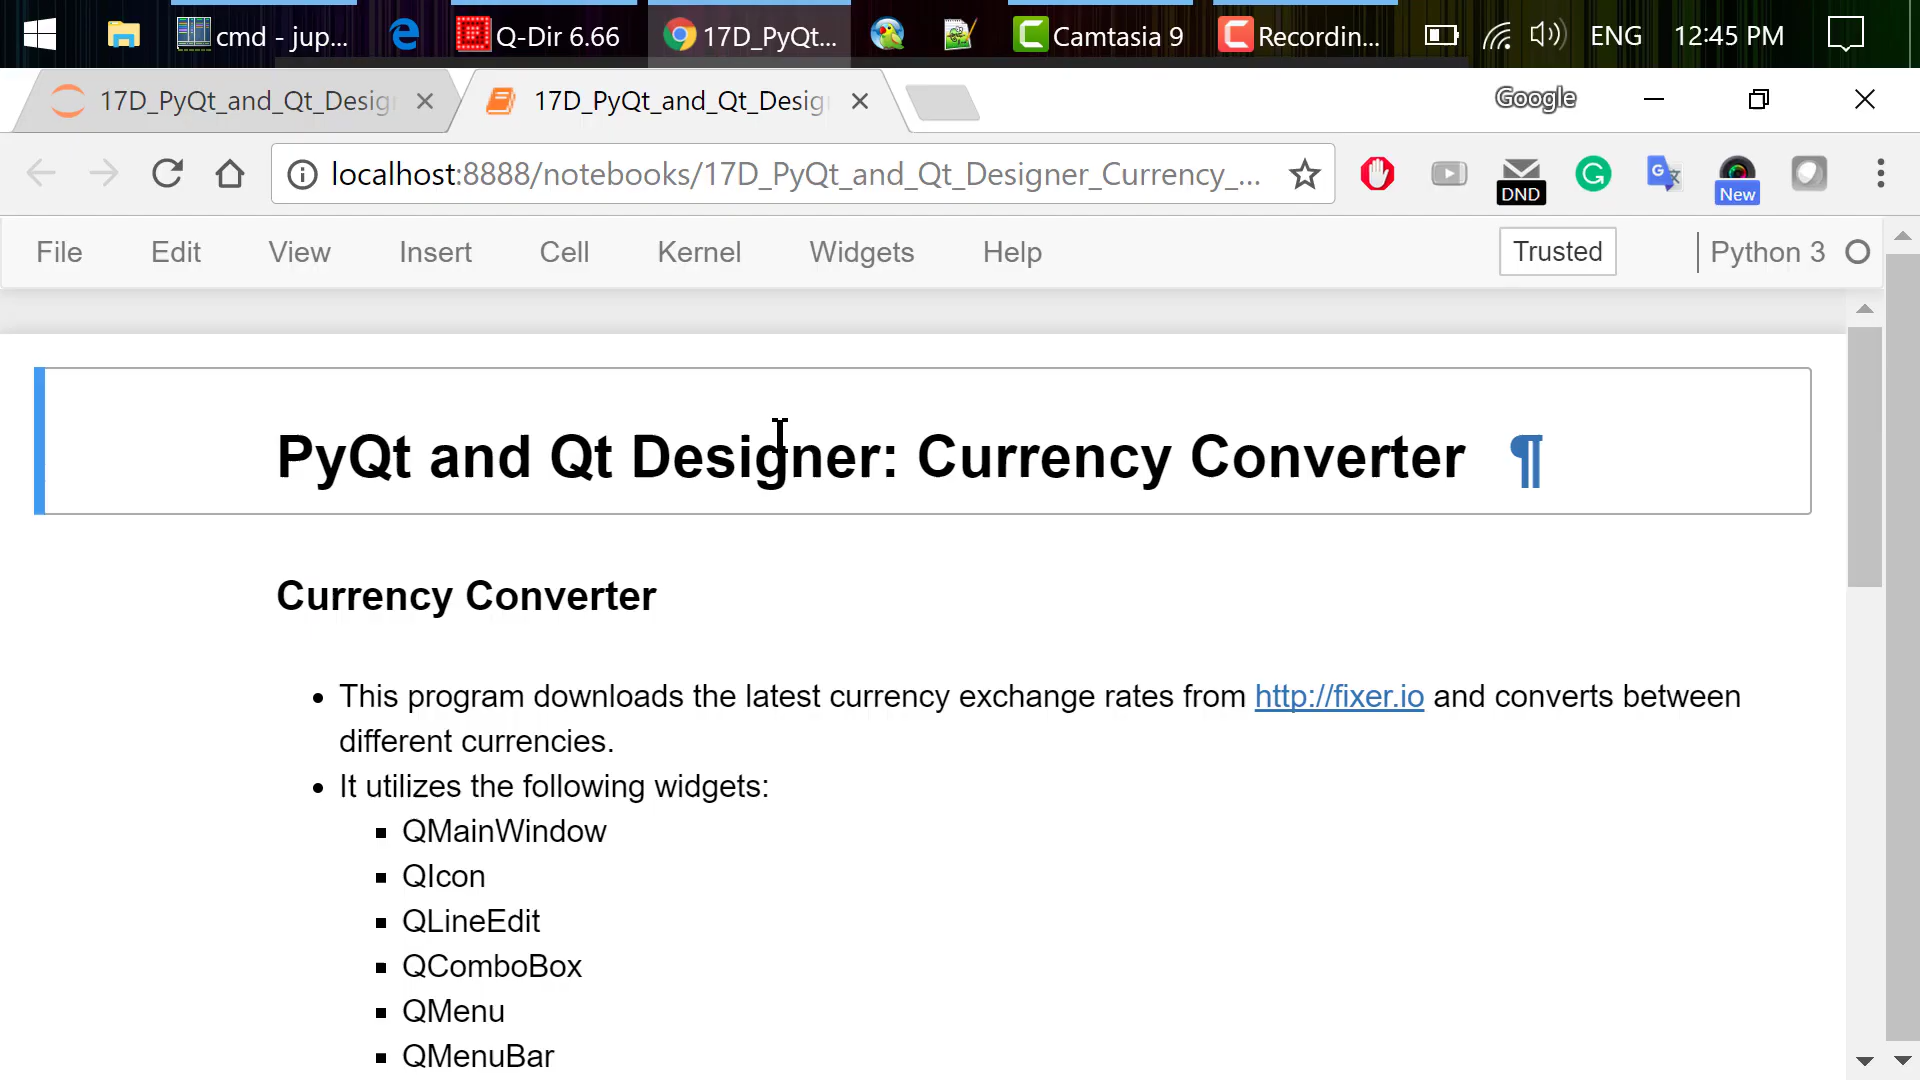 cmd - jup...
Q-Dir 6.66
17D_PyQt...
Camtasia 9
Recordin...
ENG
12:45 PM
17D_PyQt_and_Qt_Desig
17D_PyQt_and_Qt_Desig
Google
localhost:8888/notebooks/17D_PyQt_and_Qt_Designer_Currency_...
DND
New
File Edit View Insert Cell Kernel Widgets Help
Trusted
Python 3
PyQt and Qt Designer: Currency Converter ¶
Currency Converter
This program downloads the latest currency exchange rates from http://fixer.io and converts between
different currencies.
It utilizes the following widgets:
QMainWindow
QIcon
QLineEdit
QComboBox
QMenu
QMenuBar